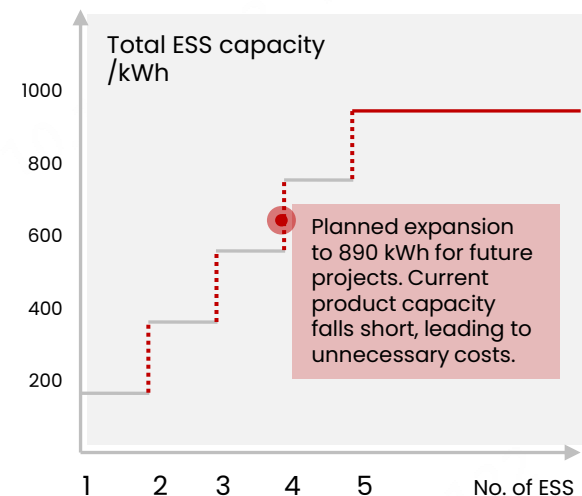 Total ESS capacity
/kWh
1000
800
600
400
200
Planned expansion
to 890 kWh for future
projects. Current
product capacity
falls short, leading to
unnecessary costs.
1 2 3 4 5 No. of ESS